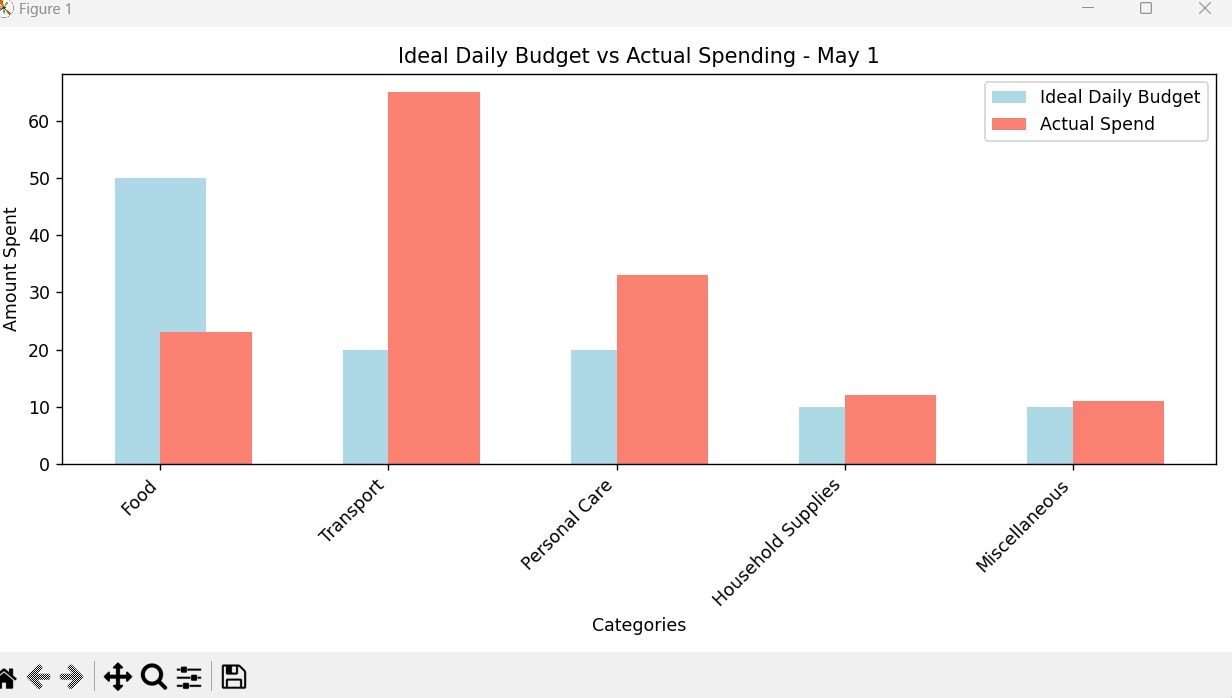 Figure 1
Ideal Daily Budget vs Actual Spending - May 1
Ideal Daily Budget
Actual Spend
Amount Spent
60
50
40
30
20
10
0
Food
Transport
Personal Care
Household Supplies
Miscellaneous
Categories